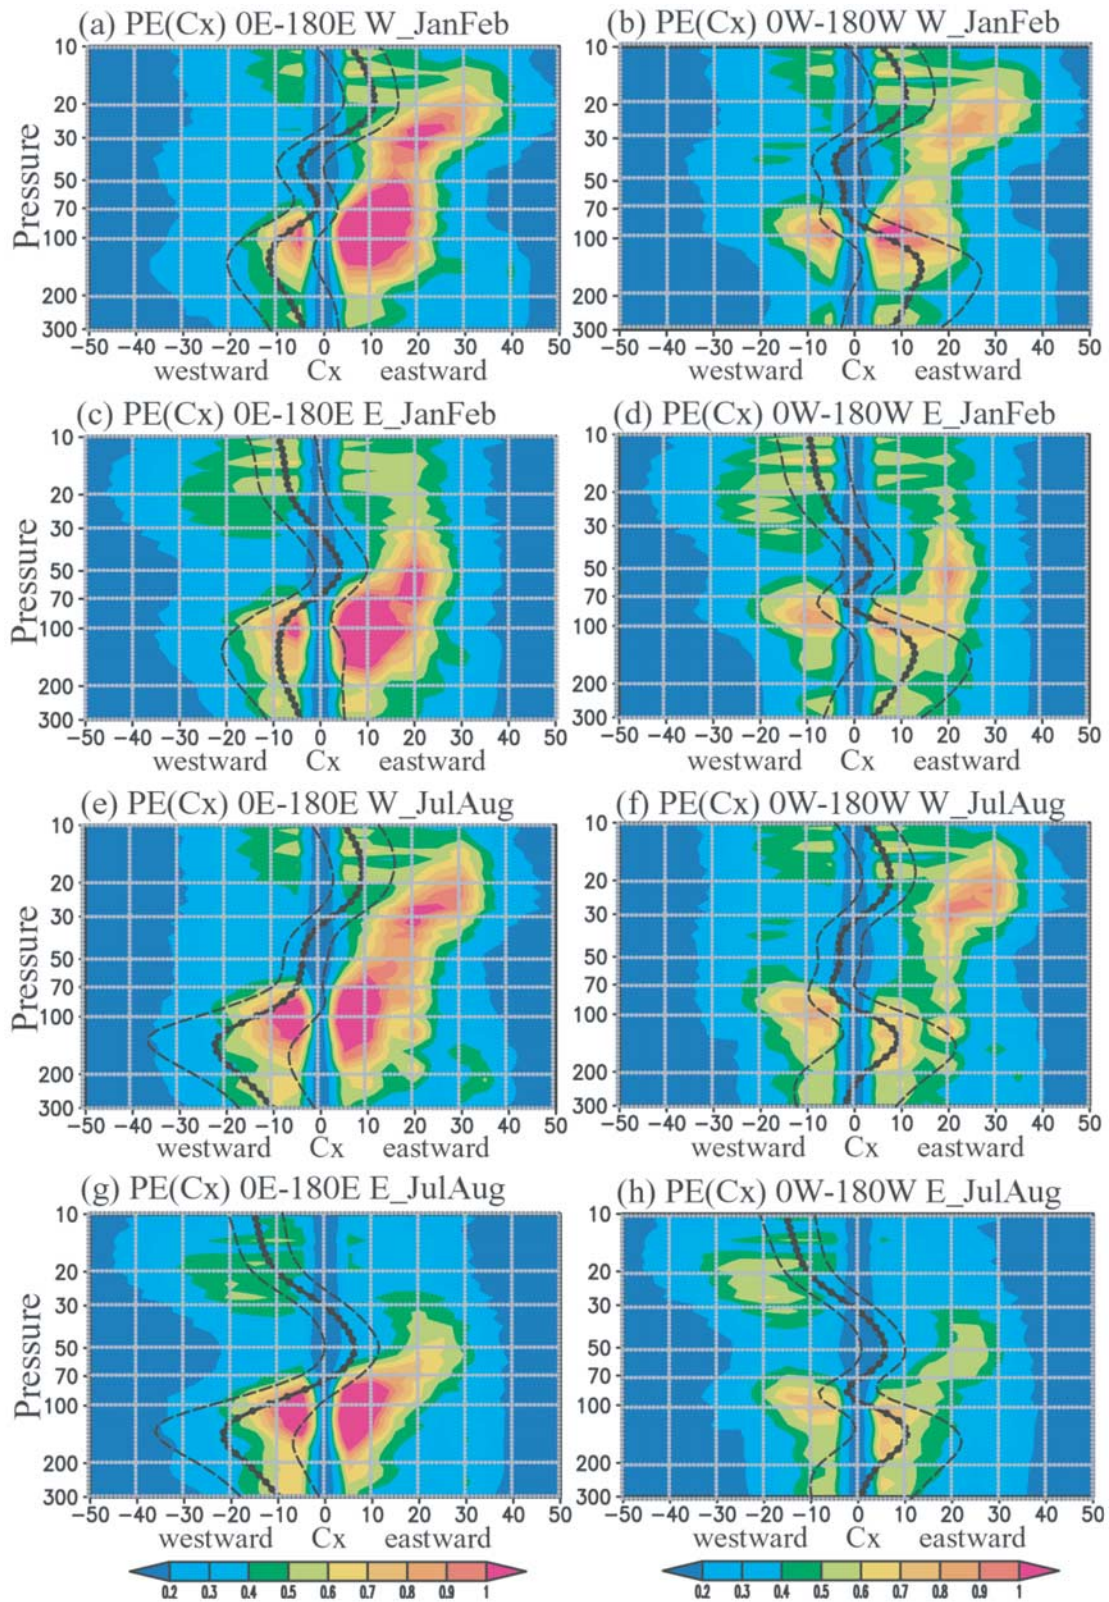 (a) PE(Cx) 0E-180E W_JanFeb
(b) PE(Cx) 0W-180W W_JanFeb
Pressure
10
20
30
50
70
100
200
300
10
20
30
50
70
100
200
300
-50 -40 -30 -20 -10 0 10 20 30 40 50
-50 -40 -30 -20 -10 0 10 20 30 40 50
westward Cx eastward
westward Cx eastward
(c) PE(Cx) 0E-180E E_JanFeb
(d) PE(Cx) 0W-180W E_JanFeb
Pressure
10
20
30
50
70
100
200
300
10
20
30
50
70
100
200
300
-50 -40 -30 -20 -10 0 10 20 30 40 50
-50 -40 -30 -20 -10 0 10 20 30 40 50
westward Cx eastward
westward Cx eastward
(e) PE(Cx) 0E-180E W_JulAug
(f) PE(Cx) 0W-180W W_JulAug
Pressure
10
20
30
50
70
100
200
300
10
20
30
50
70
100
200
300
-50 -40 -30 -20 -10 0 10 20 30 40 50
-50 -40 -30 -20 -10 0 10 20 30 40 50
westward Cx eastward
westward Cx eastward
(g) PE(Cx) 0E-180E E_JulAug
(h) PE(Cx) 0W-180W E_JulAug
Pressure
10
20
30
50
70
100
200
300
10
20
30
50
70
100
200
300
-50 -40 -30 -20 -10 0 10 20 30 40 50
-50 -40 -30 -20 -10 0 10 20 30 40 50
westward Cx eastward
westward Cx eastward
0.2 0.3 0.4 0.5 0.6 0.7 0.8 0.9 1
0.2 0.3 0.4 0.5 0.6 0.7 0.8 0.9 1